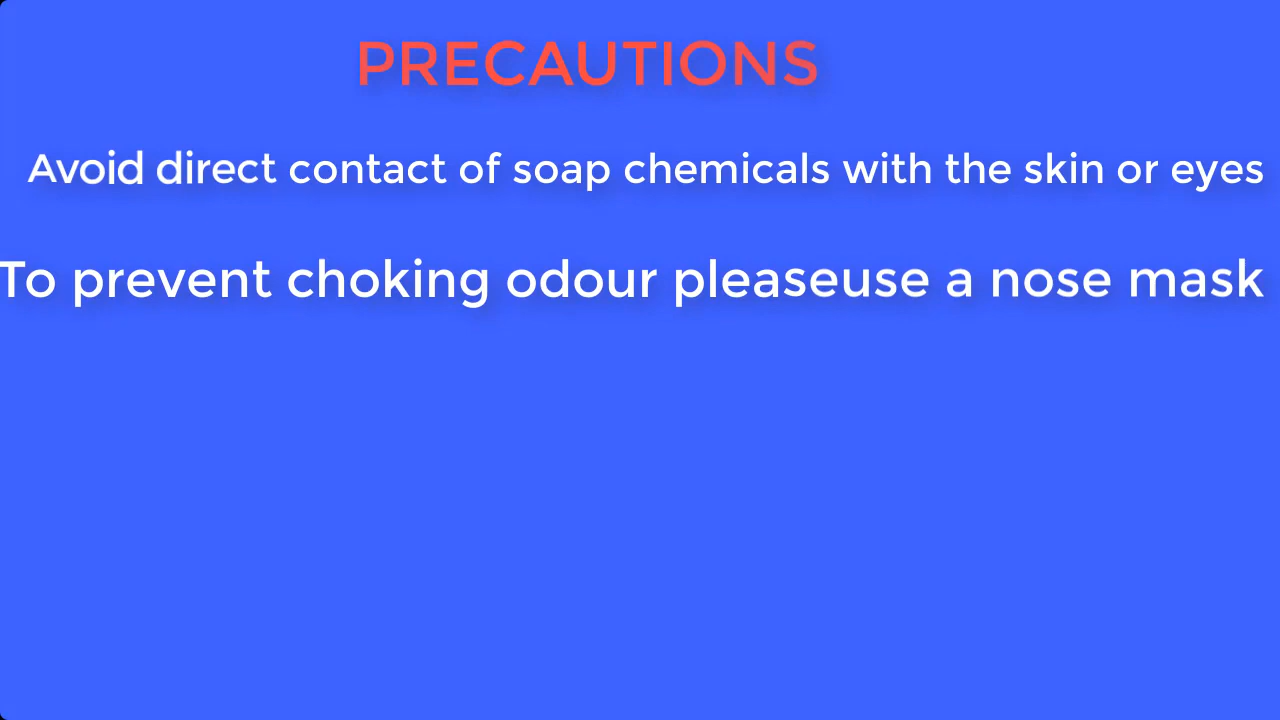 PRECAUTIONS
Avoid direct contact of soap chemicals with the skin or eyes
To prevent choking odour pleaseuse a nose mask